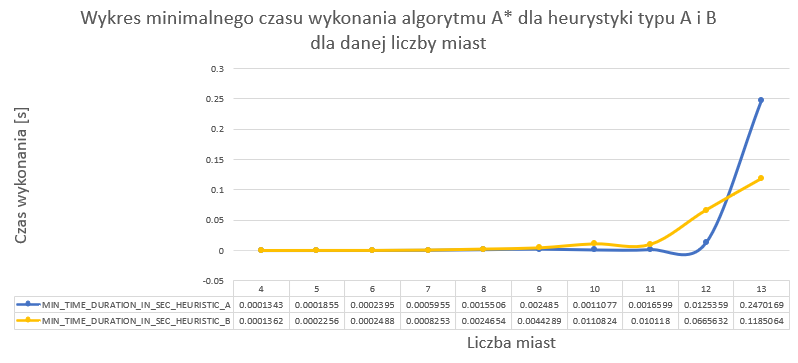 Wykres minimalnego czasu wykonania algorytmu A* dla heurystyki typu A i B
dla danej liczby miast
Czas wykonania [s]
0.3
0.25
0.2
0.15
0.1
0.05
0
-0.05
4 5 6 7 8 9 10 11 12 13
MIN_TIME_DURATION_IN_SEC_HEURISTIC_A 0.0001343 0.0001855 0.0002395 0.0005955 0.0015506 0.002485 0.0011077 0.0016599 0.0125359 0.2470169
MIN_TIME_DURATION_IN_SEC_HEURISTIC_B 0.0001362 0.0002256 0.0002488 0.0008253 0.0024654 0.0044289 0.0110824 0.010118 0.0665632 0.1185064
Liczba miast